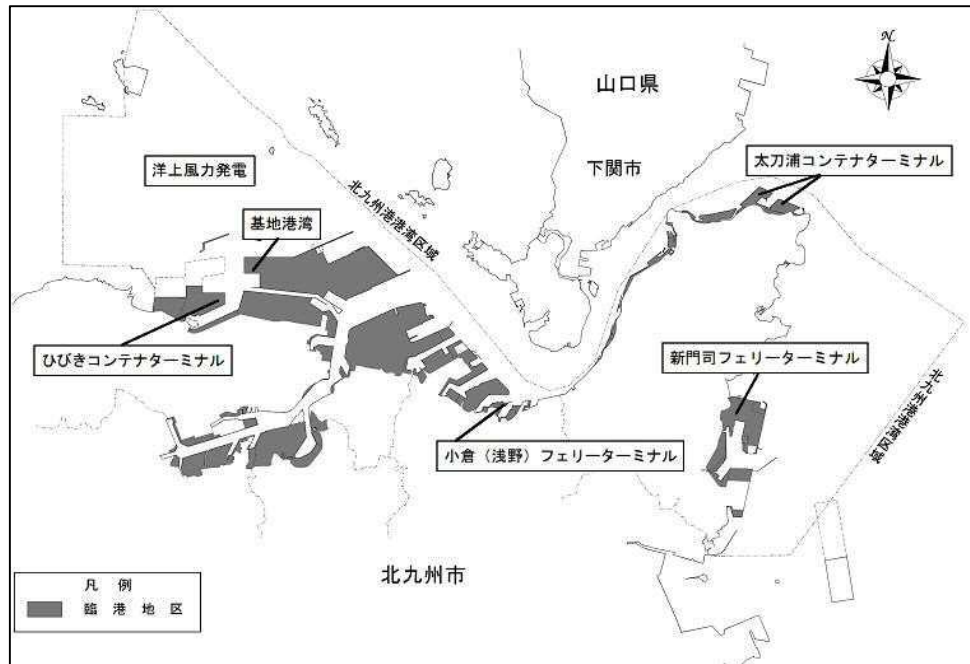 N
山口県
下関市
太刀浦コンテナターミナル
洋上風力発電
北九州港港湾区域
基地港湾
ひびきコンテナターミナル
新門司フェリーターミナル
北九州港港湾区域
小倉（浅野）フェリーターミナル
北九州市
凡 例
臨 港 地 区